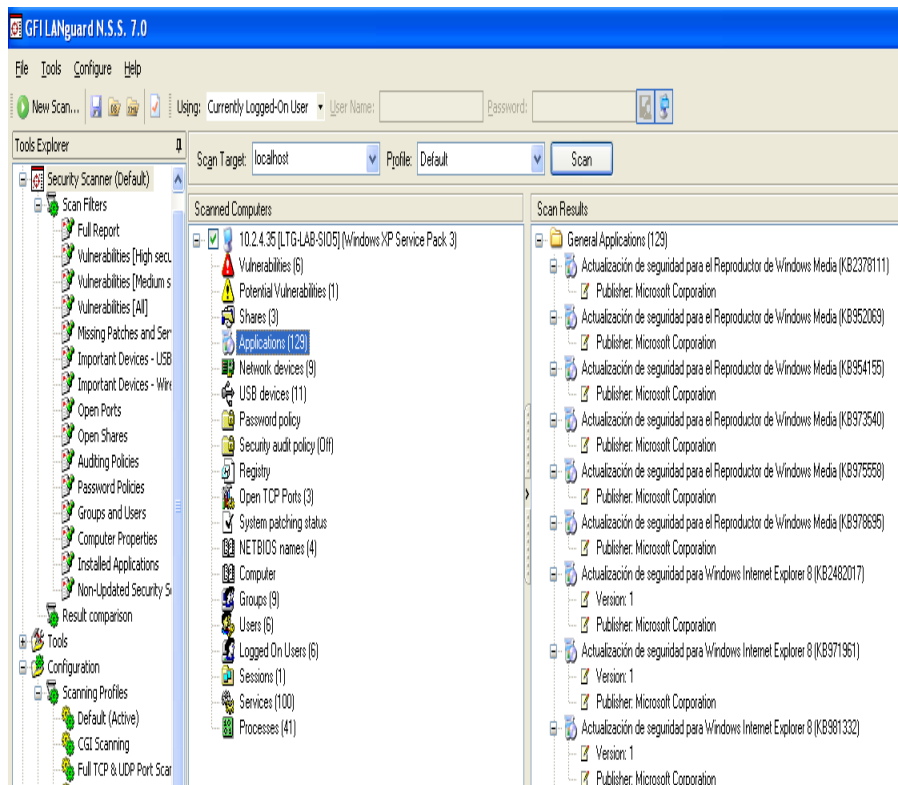 GFI LANguard N.S.S. 7.0
File Tools Configure Help
New Scan... Using: Currently Logged-On User User Name: Password:
Tools Explorer
Security Scanner (Default)
Scan Filters
Full Report
Vulnerabilities [High secu
Vulnerabilities [Medium s
Vulnerabilities [All]
Missing Patches and Ser
Important Devices - USB
Important Devices - Wire
Open Ports
Open Shares
Auditing Policies
Password Policies
Groups and Users
Computer Properties
Installed Applications
Non-Updated Security S
Result comparison
Tools
Configuration
Scanning Profiles
Default (Active)
CGI Scanning
Full TCP & UDP Port Scar
Scan Target: localhost Profile: Default Scan
Scanned Computers
10.2.4.35 [LTG-LAB-SIO5] (Windows XP Service Pack 3)
Vulnerabilities (6)
Potential Vulnerabilities (1)
Shares (3)
Applications (129)
Network devices (9)
USB devices (11)
Password policy
Security audit policy (Off)
Registry
Open TCP Ports (3)
System patching status
NETBIOS names (4)
Computer
Groups (9)
Users (6)
Logged On Users (6)
Sessions (1)
Services (100)
Processes (41)
Scan Results
General Applications (129)
Actualización de seguridad para el Reproductor de Windows Media (KB2378111)
Publisher: Microsoft Corporation
Actualización de seguridad para el Reproductor de Windows Media (KB952069)
Publisher: Microsoft Corporation
Actualización de seguridad para el Reproductor de Windows Media (KB954155)
Publisher: Microsoft Corporation
Actualización de seguridad para el Reproductor de Windows Media (KB973540)
Publisher: Microsoft Corporation
Actualización de seguridad para el Reproductor de Windows Media (KB975558)
Publisher: Microsoft Corporation
Actualización de seguridad para el Reproductor de Windows Media (KB978695)
Publisher: Microsoft Corporation
Actualización de seguridad para Windows Internet Explorer 8 (KB2482017)
Version: 1
Publisher: Microsoft Corporation
Actualización de seguridad para Windows Internet Explorer 8 (KB971961)
Version: 1
Publisher: Microsoft Corporation
Actualización de seguridad para Windows Internet Explorer 8 (KB981332)
Version: 1
Publisher: Microsoft Corporation